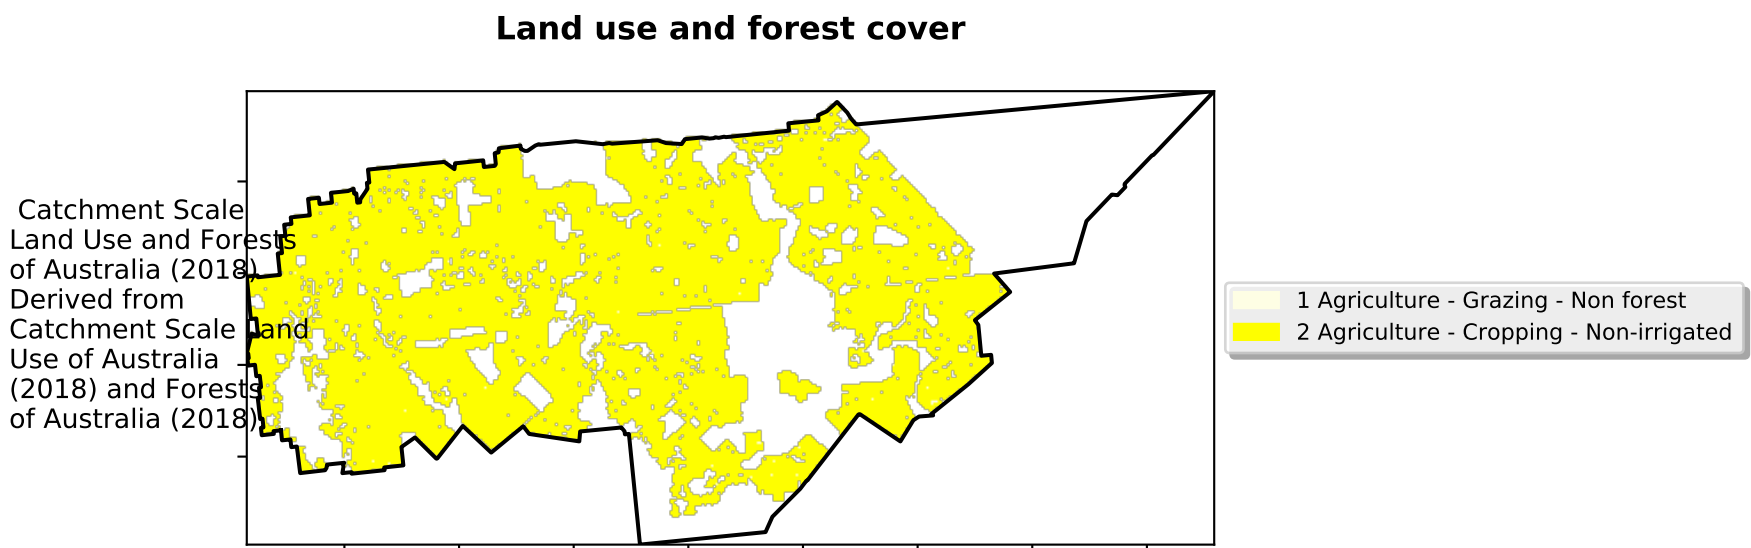 Land use and forest cover
Catchment Scale
Land Use and Forests
of Australia (2018)
Derived from
Catchment Scale Land
Use of Australia
(2018) and Forests
of Australia (2018)
1 Agriculture - Grazing - Non forest
2 Agriculture - Cropping - Non-irrigated